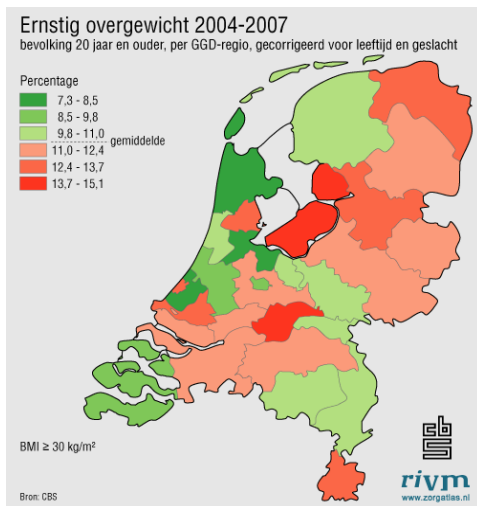 Ernstig overgewicht 2004-2007
bevolking 20 jaar en ouder, per GGD-regio, gecorrigeerd voor leeftijd en geslacht
Percentage
7,3 - 8,5
8,5 - 9,8
9,8 - 11,0
gemiddelde
11,0 - 12,4
12,4 - 13,7
13,7 - 15,1
BMI ≥ 30 kg/m²
Bron: CBS
cbs
rivm
www.zorgatlas.nl